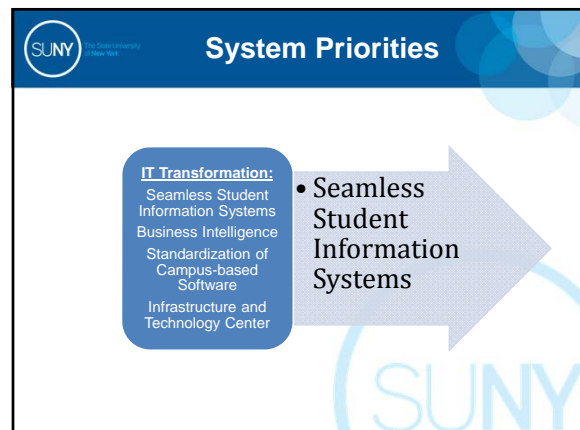 SUNY
The State University
of New York
System Priorities
IT Transformation:
Seamless Student
Information Systems
Business Intelligence
Standardization of
Campus-based
Software
Infrastructure and
Technology Center
• Seamless
Student
Information
Systems
SUNY